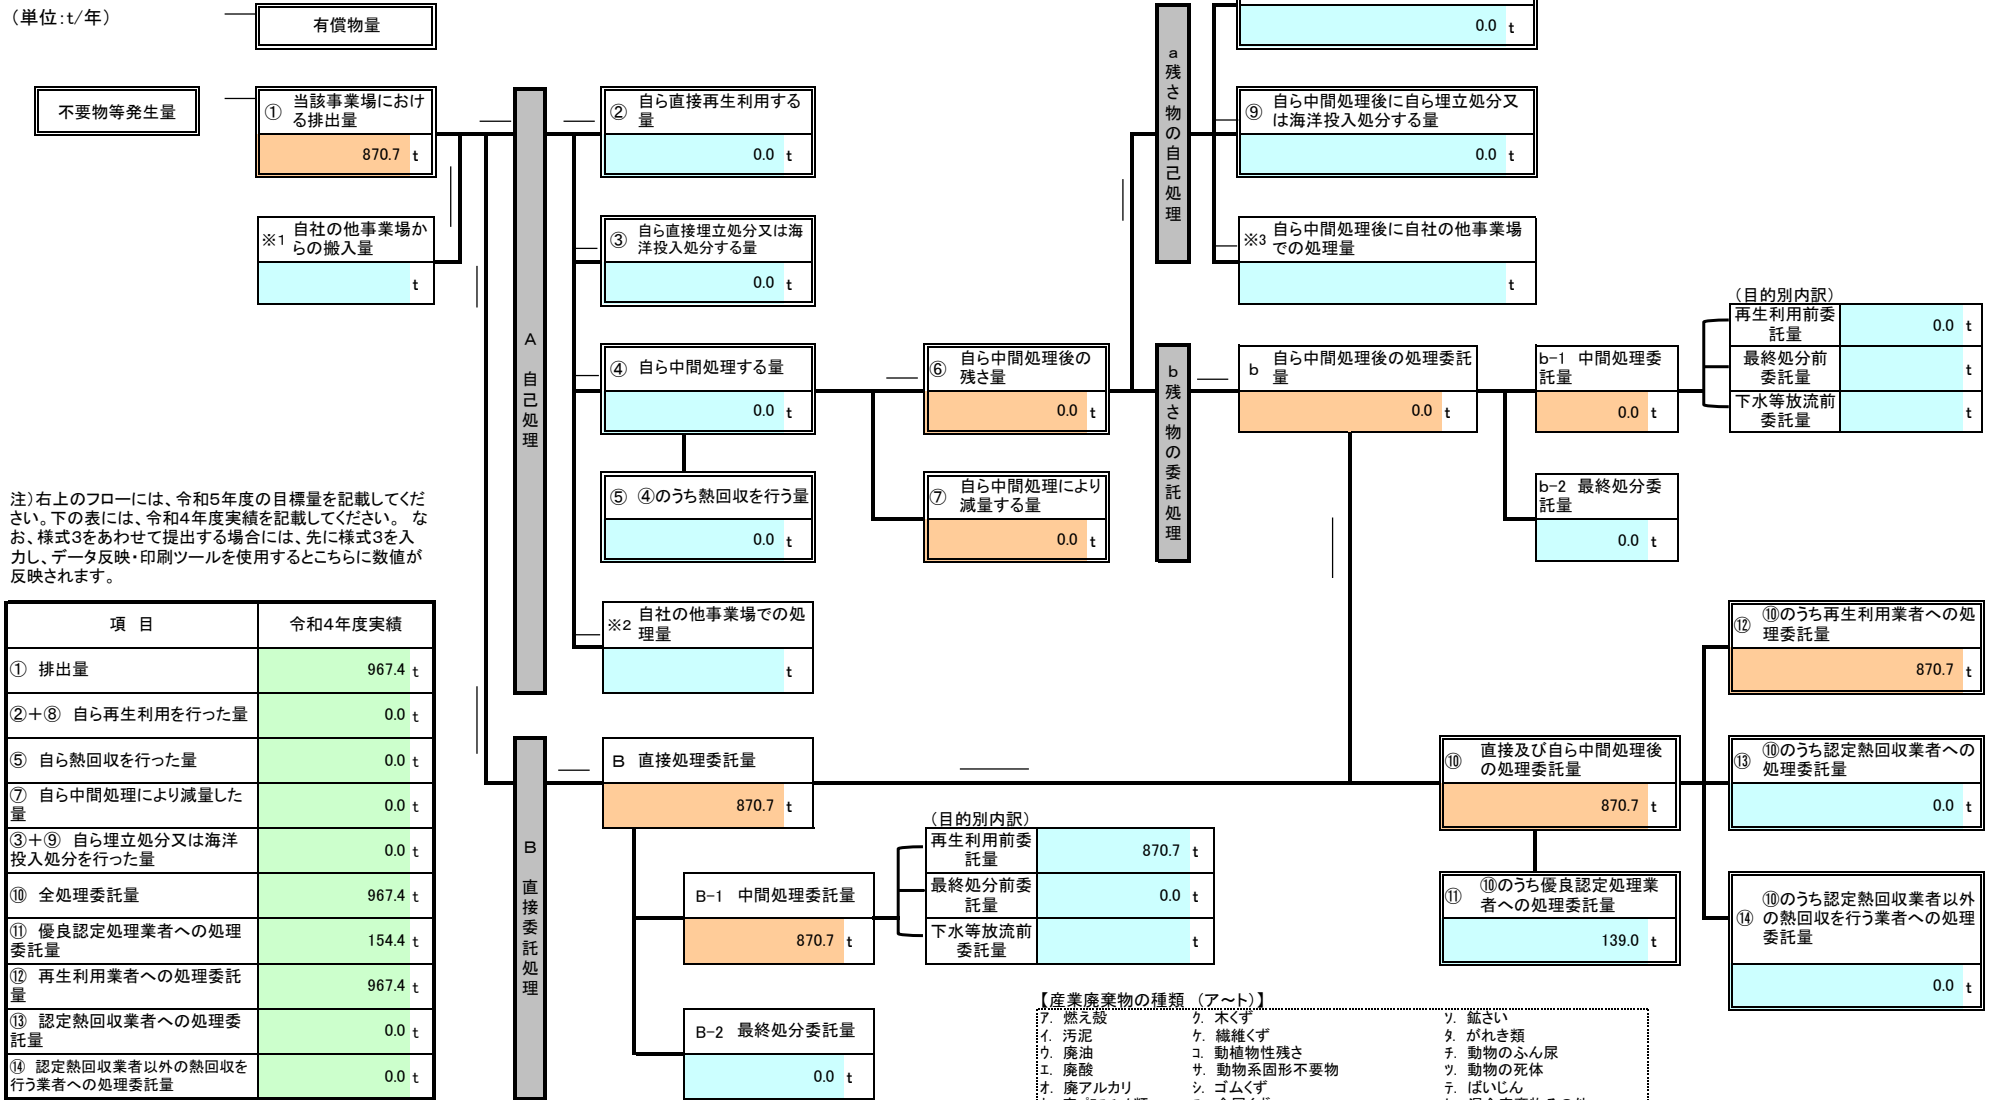 （単位：t/年）
有償物量
不要物等発生量
① 当該事業場におけ
る排出量
870.7 t
※1 自社の他事業場か
らの搬入量
t
A 自己処理
② 自ら直接再生利用する
量
0.0 t
③ 自ら直接埋立処分又は海
洋投入処分する量
0.0 t
④ 自ら中間処理する量
0.0 t
⑤ ④のうち熱回収を行う量
0.0 t
※2 自社の他事業場での処
理量
t
⑥ 自ら中間処理後の
残さ量
0.0 t
⑦ 自ら中間処理により
減量する量
0.0 t
a 残さ物の自己処理
0.0 t
⑨ 自ら中間処理後に自ら埋立処分又
は海洋投入処分する量
0.0 t
※3 自ら中間処理後に自社の他事業場
での処理量
t
b 残さ物の委託処理
b 自ら中間処理後の処理委託
量
0.0 t
b-1 中間処理委
託量
0.0 t
（目的別内訳）
再生利用前委
託量
0.0 t
最終処分前
委託量
t
下水等放流前
委託量
t
b-2 最終処分委
託量
0.0 t
注）右上のフローには、令和５年度の目標量を記載してくだ
さい。下の表には、令和４年度実績を記載してください。 な
お、様式３をあわせて提出する場合には、先に様式３を入
力し、データ反映・印刷ツールを使用するとこちらに数値が
反映されます。
項 目 令和４年度実績
① 排出量 967.4 t
②＋⑧ 自ら再生利用を行った量 0.0 t
⑤ 自ら熱回収を行った量 0.0 t
⑦ 自ら中間処理により減量した
量 0.0 t
③＋⑨ 自ら埋立処分又は海洋
投入処分を行った量 0.0 t
⑩ 全処理委託量 967.4 t
⑪ 優良認定処理業者への処理
委託量 154.4 t
⑫ 再生利用業者への処理委託
量 967.4 t
⑬ 認定熱回収業者への処理委
託量 0.0 t
⑭ 認定熱回収業者以外の熱回収を
行う業者への処理委託量 0.0 t
B 直接委託処理
B 直接処理委託量
870.7 t
B-1 中間処理委託量
870.7 t
（目的別内訳）
再生利用前委
託量
870.7 t
最終処分前委
託量
0.0 t
下水等放流前
委託量
t
B-2 最終処分委託量
0.0 t
⑩ 直接及び自ら中間処理後
の処理委託量
870.7 t
⑪ ⑩のうち優良認定処理業
者への処理委託量
139.0 t
⑫ ⑩のうち再生利用業者への処
理委託量
870.7 t
⑬ ⑩のうち認定熱回収業者への
処理委託量
0.0 t
⑭ ⑩のうち認定熱回収業者以外
の熱回収を行う業者への処理
委託量
0.0 t
【産業廃棄物の種類 （ア～ト）】
ア. 燃え殻 ク. 木くず ソ. 鉱さい
イ. 汚泥 ケ. 繊維くず タ. がれき類
ウ. 廃油 コ. 動植物性残さ チ. 動物のふん尿
エ. 廃酸 サ. 動物系固形不要物 ツ. 動物の死体
オ. 廃アルカリ シ. ゴムくず テ. ばいじん